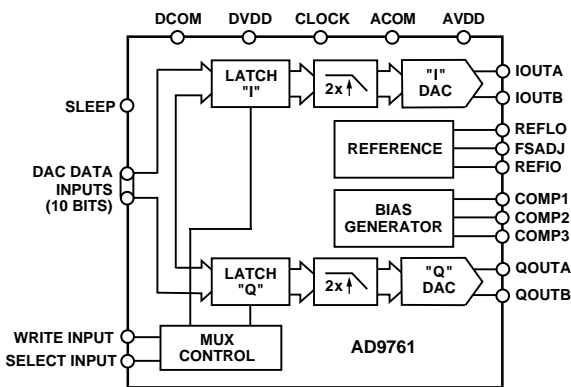 DCOM DVDD CLOCK ACOM AVDD
SLEEP
DAC DATA
INPUTS
(10 BITS)
WRITE INPUT
SELECT INPUT
LATCH
"I"
2x
"I"
DAC
IOUTA
IOUTB
REFERENCE
REFLO
FSADJ
REFIO
BIAS
GENERATOR
COMP1
COMP2
COMP3
LATCH
"Q"
2x
"Q"
DAC
QOUTA
QOUTB
MUX
CONTROL
AD9761